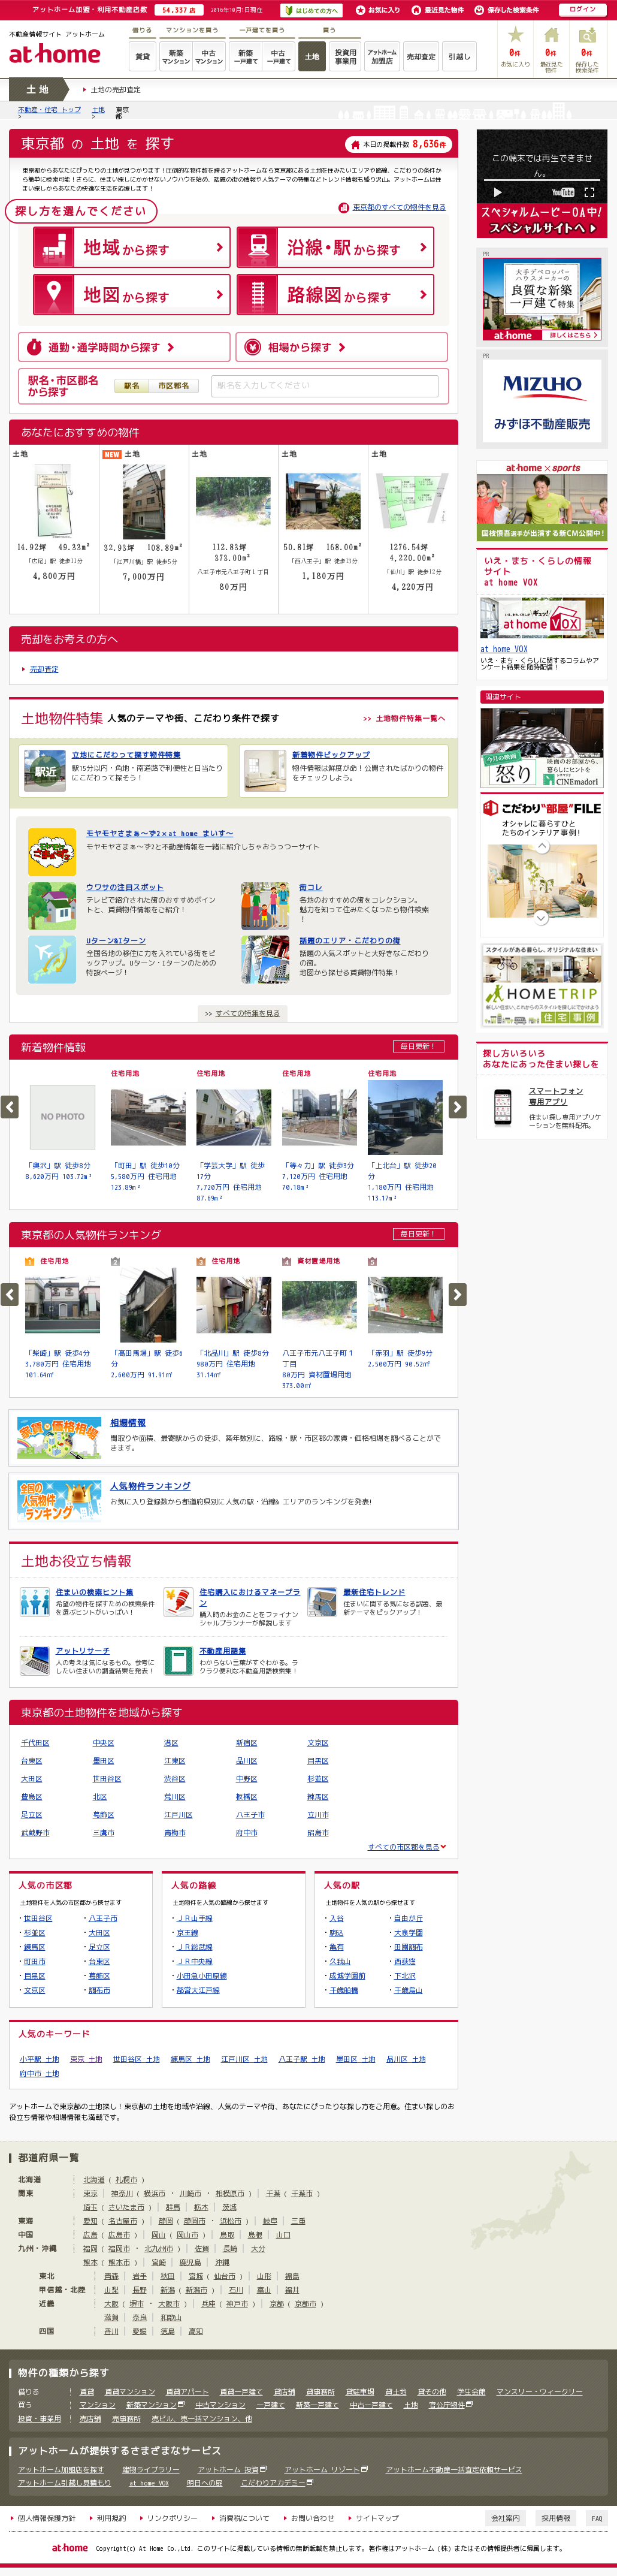 アットホーム加盟・利用不動産店数 54,337店 2016年10月1日現在 はじめての方へ お気に入り 最近見た物件 保存した検索条件 ログイン
不動産情報サイト アットホーム
at home
借りる マンションを買う 一戸建てを買う 買う
賃貸 新築マンション 中古マンション 新築一戸建て 中古一戸建て 土地 投資用事業用 アットホーム加盟店 売却査定 引越し
0件 お気に入り 0件 最近見た物件 0件 保存した検索条件
土地 土地の売却査定
不動産・住宅 トップ > 土地 > 東京都
東京都 の 土地 を 探す 本日の掲載件数 8,636件
東京都からあなたにぴったりの土地が見つかります！圧倒的な物件数を誇るアットホームなら東京都にある土地を住みたいエリアや路線、こだわりの条件から簡単に検索可能！さらに、住まい探しにかかせないノウハウを始め、話題の街の情報や人気テーマの特集などトレンド情報も盛り沢山。アットホームは住まい探しからあなたの快適な生活を応援します！
探し方を選んでください
東京都のすべての物件を見る
地域から探す
沿線・駅から探す
地図から探す
路線図から探す
通勤・通学時間から探す
相場から探す
駅名・市区郡名から探す 駅名 市区郡名 駅名を入力してください
あなたにおすすめの物件
土地 14.92坪 49.33m² 「広尾」駅 徒歩11分 4,800万円
NEW 土地 32.93坪 108.89m² 「江戸川橋」駅 徒歩5分 7,000万円
土地 112.83坪 373.00m² 八王子市元八王子町１丁目 80万円
土地 50.81坪 168.00m² 「西八王子」駅 徒歩12分 1,180万円
土地 1276.54坪 4,220.00m² 「谷川」駅 徒歩12分 4,220万円
売却をお考えの方へ
売却査定
土地物件特集 人気のテーマや街、こだわり条件で探す >> 土地物件特集一覧へ
駅近
立地にこだわって探す物件特集
駅15分以内・角地・南道路で利便性と日当たりにこだわって探そう！
新着物件ピックアップ
物件情報は鮮度が命！公開されたばかりの物件をチェックしよう。
モヤモヤさまぁ～ず2×at home まいす～
モヤモヤさまぁ～ず2と不動産情報を一緒に紹介しちゃおうっつーサイト
ウワサの注目スポット
テレビで紹介された街のおすすめポイントと、賃貸物件情報をご紹介！
街コレ
各地のおすすめの街をコレクション。
魅力を知って住みたくなったら物件検索！
Uターン&Iターン
全国各地の移住に力を入れている街をピックアップ。Uターン・Iターンのための特設ページ！
話題のエリア・こだわりの街
話題の人気スポットと大好きなこだわりの街。
地図から探せる賃貸物件特集！
>> すべての特集を見る
新着物件情報 毎日更新！
NO PHOTO 「奥沢」駅 徒歩8分 8,620万円 103.72m²
住宅用地 「町田」駅 徒歩10分 5,580万円 住宅用地 123.89m²
住宅用地 「学芸大学」駅 徒歩17分 7,720万円 住宅用地 87.69m²
住宅用地 「等々力」駅 徒歩3分 7,120万円 住宅用地 70.18m²
住宅用地 「上北台」駅 徒歩20分 1,180万円 住宅用地 113.17m²
東京都の人気物件ランキング 毎日更新！
1 住宅用地 「柴崎」駅 徒歩4分 3,780万円 住宅用地 101.64㎡
2 「高田馬場」駅 徒歩6分 2,600万円 91.91㎡
3 住宅用地 「北品川」駅 徒歩8分 980万円 住宅用地 31.14㎡
4 資材置場用地 八王子市元八王子町１丁目 80万円 資材置場用地 373.00㎡
5 「赤羽」駅 徒歩9分 2,500万円 90.52㎡
家賃・価格相場
相場情報
間取りや面積、最寄駅からの徒歩、築年数別に、路線・駅・市区郡の家賃・価格相場を調べることができます。
全国の人気物件ランキング
人気物件ランキング
お気に入り登録数から都道府県別に人気の駅・沿線& エリアのランキングを発表!
土地お役立ち情報
住まいの検索ヒント集
希望の物件を探すための検索条件を選ぶヒントがいっぱい！
住宅購入におけるマネープラン
購入時のお金のことをファイナンシャルプランナーが解説します
最新住宅トレンド
住まいに関する気になる話題、最新テーマをピックアップ！
アットリサーチ
人の考えは気になるもの。参考にしたい住まいの調査結果を発表！
不動産用語集
わからない言葉がすぐわかる。ラクラク便利な不動産用語検索集！
東京都の土地物件を地域から探す
千代田区 中央区 港区 新宿区 文京区
台東区 墨田区 江東区 品川区 目黒区
大田区 世田谷区 渋谷区 中野区 杉並区
豊島区 北区 荒川区 板橋区 練馬区
足立区 葛飾区 江戸川区 八王子市 立川市
武蔵野市 三鷹市 青梅市 府中市 昭島市
すべての市区郡を見る
人気の市区郡
土地物件を人気の市区郡から探せます
・世田谷区 ・八王子市
・杉並区 ・大田区
・練馬区 ・足立区
・町田市 ・台東区
・目黒区 ・葛飾区
・文京区 ・調布市
人気の路線
土地物件を人気の路線から探せます
・ＪＲ山手線
・京王線
・ＪＲ総武線
・ＪＲ中央線
・小田急小田原線
・都営大江戸線
人気の駅
土地物件を人気の駅から探せます
・入谷 ・自由が丘
・駒込 ・大泉学園
・亀有 ・田園調布
・久我山 ・西荻窪
・成城学園前 ・下北沢
・千歳船橋 ・千歳烏山
人気のキーワード
小平駅 土地 東京 土地 世田谷区 土地 練馬区 土地 江戸川区 土地 八王子駅 土地 墨田区 土地 品川区 土地
府中市 土地
アットホームで東京都の土地探し！東京都の土地を地域や沿線、人気のテーマや街、あなたにぴったりな探し方をご用意。住まい探しのお役立ち情報や相場情報も満載です。
この端末では再生できません。
YouTube
スペシャルムービーOA中!
スペシャルサイトへ
PR
大手デベロッパー ハウスメーカーの 良質な新築一戸建て特集
at home 詳しくはこちら
PR
MIZUHO
みずほ不動産販売
at home×sports
国枝慎吾選手が出演する新CM公開中!
いえ・まち・くらしの情報サイト
at home VOX
at home VOX
at home VOX
いえ・まち・くらしに関するコラムやアンケート結果を随時配信！
関連サイト
今月の映画 怒り 映画のお部屋から、暮らしにヒントを CINEmadori
こだわり"部屋"FILE
オシャレに暮らすひとたちのインテリア事例!
スタイルがある暮らし、オリジナルな住まい
HOMETRIP
住宅事例
探し方いろいろ
あなたにあった住まい探しを
スマートフォン専用アプリ
住まい探し専用アプリケーションを無料配布。
都道府県一覧
北海道 北海道（ 札幌市 ）
関東 東京 神奈川（ 横浜市 ・ 川崎市 ・ 相模原市 ） 千葉（ 千葉市 ）
埼玉（ さいたま市 ） 群馬 栃木 茨城
東海 愛知（ 名古屋市 ） 静岡（ 静岡市 ・ 浜松市 ） 岐阜 三重
中国 広島（ 広島市 ） 岡山（ 岡山市 ） 鳥取 島根 山口
九州・沖縄 福岡（ 福岡市 ・ 北九州市 ） 佐賀 長崎 大分
熊本（ 熊本市 ） 宮崎 鹿児島 沖縄
東北 青森 岩手 秋田 宮城（ 仙台市 ） 山形 福島
甲信越・北陸 山梨 長野 新潟（ 新潟市 ） 石川 富山 福井
近畿 大阪（ 堺市 ・ 大阪市 ） 兵庫（ 神戸市 ） 京都（ 京都市 ）
滋賀 奈良 和歌山
四国 香川 愛媛 徳島 高知
物件の種類から探す
借りる 賃貸 賃貸マンション 賃貸アパート 賃貸一戸建て 貸店舗 貸事務所 貸駐車場 貸土地 貸その他 学生会館 マンスリー・ウィークリー
買う マンション 新築マンション 中古マンション 一戸建て 新築一戸建て 中古一戸建て 土地 官公庁物件
投資・事業用 売店舗 売事務所 売ビル、売一括マンション、他
アットホームが提供するさまざまなサービス
アットホーム加盟店を探す 建物ライブラリー アットホーム 投資 アットホーム リゾート アットホーム不動産一括査定依頼サービス
アットホーム引越し見積もり at home VOX 明日への扉 こだわりアカデミー
個人情報保護方針 利用規約 リンクポリシー 消費税について お問い合わせ サイトマップ 会社案内 採用情報 FAQ
at home Copyright(c) At Home Co.,Ltd. このサイトに掲載している情報の無断転載を禁止します。著作権はアットホーム（株）またはその情報提供者に帰属します。